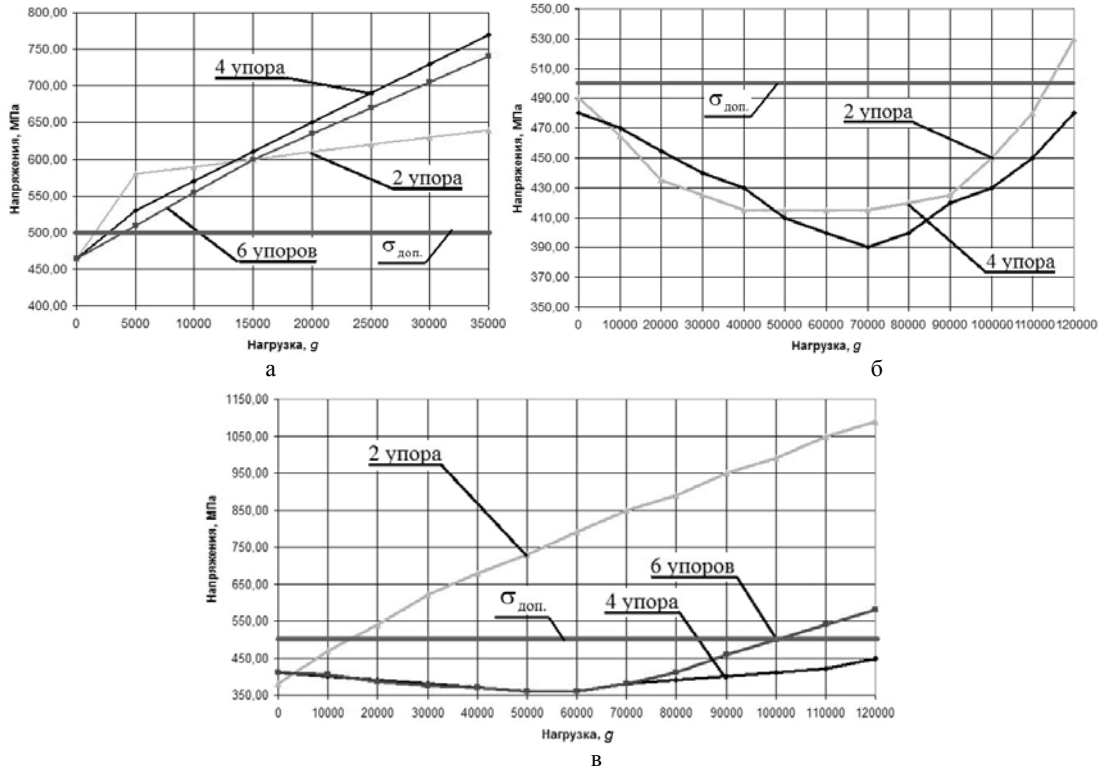 800,00
750,00
700,00
650,00
600,00
550,00
500,00
450,00
400,00
Напряжения, МПа
4 упора
2 упора
6 упоров
σдоп.
0 5000 10000 15000 20000 25000 30000 35000
Нагрузка, g
а
550,00
530,00
510,00
490,00
470,00
450,00
430,00
410,00
390,00
370,00
350,00
Напряжения, МПа
σдоп.
2 упора
4 упора
0 10000 20000 30000 40000 50000 60000 70000 80000 90000 100000 110000 120000
Нагрузка, g
б
1150,00
1050,00
950,00
850,00
750,00
650,00
550,00
450,00
350,00
Напряжения, МПа
2 упора
6 упоров
σдоп.
4 упора
0 10000 20000 30000 40000 50000 60000 70000 80000 90000 100000 110000 120000
Нагрузка, g
в